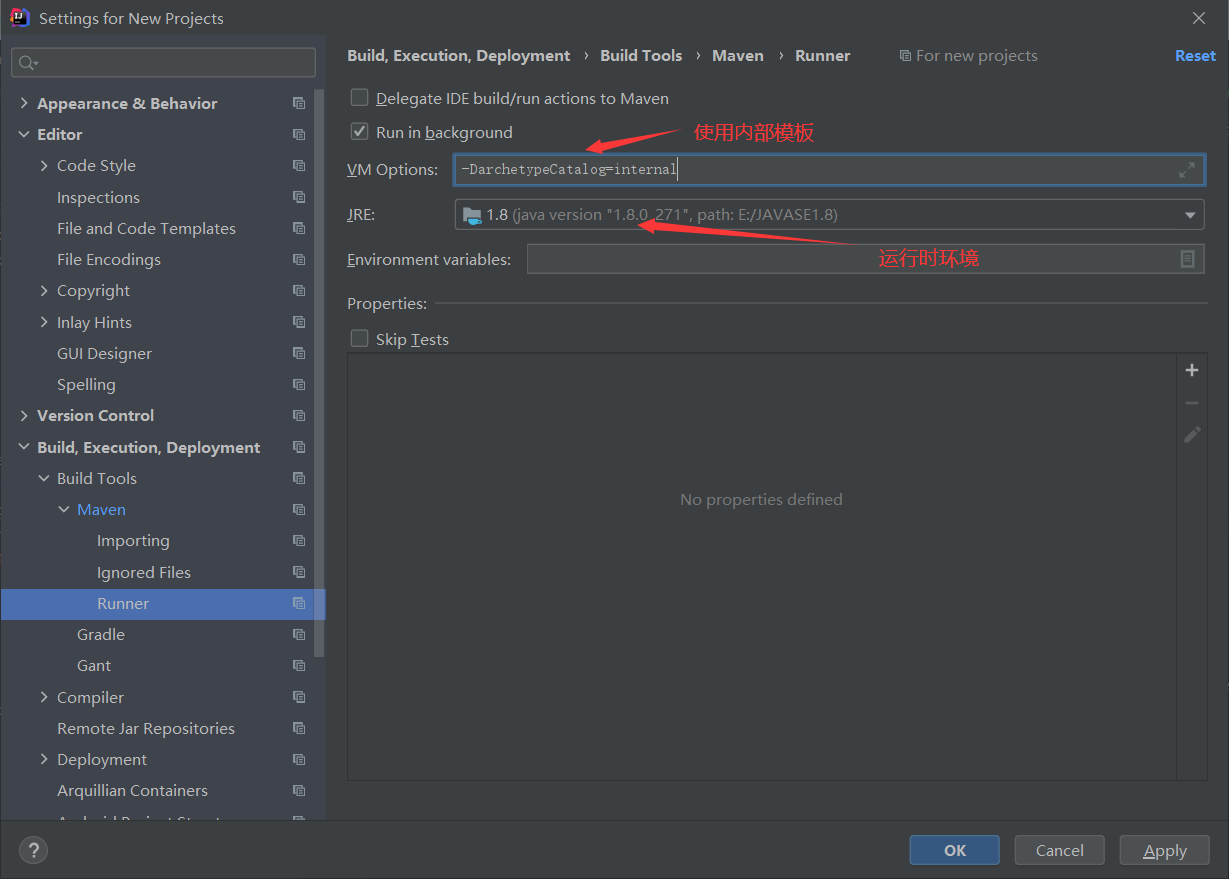 Settings for New Projects
Build, Execution, Deployment › Build Tools › Maven › Runner
For new projects
Reset
Appearance & Behavior
Editor
Code Style
Inspections
File and Code Templates
File Encodings
Copyright
Inlay Hints
GUI Designer
Spelling
Version Control
Build, Execution, Deployment
Build Tools
Maven
Importing
Ignored Files
Runner
Gradle
Gant
Compiler
Remote Jar Repositories
Deployment
Arquillian Containers
Delegate IDE build/run actions to Maven
Run in background
使用内部模板
VM Options: -DarchetypeCatalog=internal
JRE: 1.8 (java version "1.8.0_271", path: E:/JAVASE1.8)
Environment variables:
运行时环境
Properties:
Skip Tests
No properties defined
?
OK
Cancel
Apply